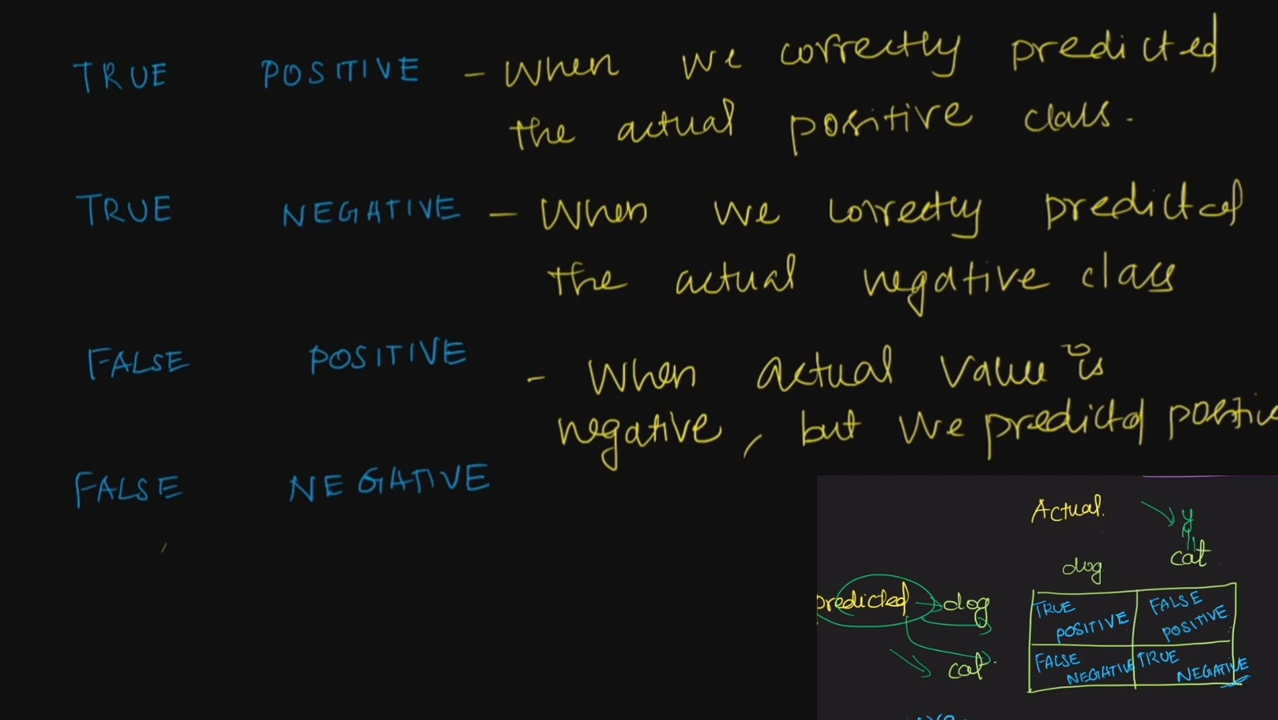 TRUE POSITIVE - When we correctly predicted
the actual positive class.
TRUE NEGATIVE - When we correctly predicted
the actual negative class
FALSE POSITIVE - When actual value is
negative, but we predicted positive
FALSE NEGATIVE
Actual.
y
dog cat
predicted dog
TRUE POSITIVE FALSE POSITIVE
cat
FALSE NEGATIVE TRUE NEGATIVE